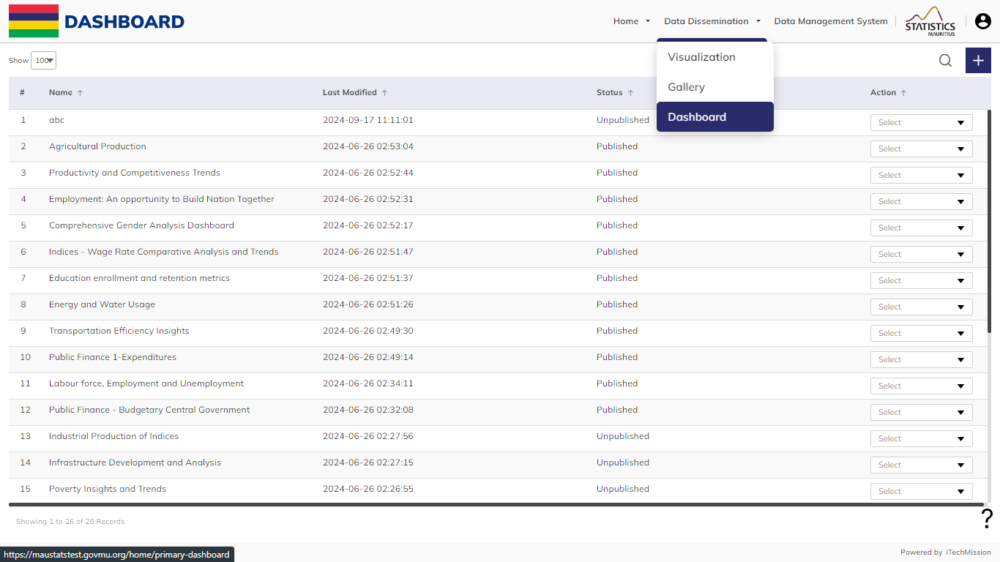 DASHBOARD
Home Data Dissemination Data Management System STATISTICS MAURITIUS
Show 100
Visualization
Gallery
Dashboard
# Name Last Modified Status Action
1 abc 2024-09-17 11:11:01 Unpublished Select
2 Agricultural Production 2024-06-26 02:53:04 Published Select
3 Productivity and Competitiveness Trends 2024-06-26 02:52:44 Published Select
4 Employment: An opportunity to Build Nation Together 2024-06-26 02:52:31 Published Select
5 Comprehensive Gender Analysis Dashboard 2024-06-26 02:52:17 Published Select
6 Indices - Wage Rate Comparative Analysis and Trends 2024-06-26 02:51:47 Published Select
7 Education enrollment and retention metrics 2024-06-26 02:51:37 Published Select
8 Energy and Water Usage 2024-06-26 02:51:26 Published Select
9 Transportation Efficiency Insights 2024-06-26 02:49:30 Published Select
10 Public Finance 1-Expenditures 2024-06-26 02:49:14 Published Select
11 Labour force, Employment and Unemployment 2024-06-26 02:34:11 Published Select
12 Public Finance - Budgetary Central Government 2024-06-26 02:32:08 Published Select
13 Industrial Production of Indices 2024-06-26 02:27:56 Unpublished Select
14 Infrastructure Development and Analysis 2024-06-26 02:27:15 Unpublished Select
15 Poverty Insights and Trends 2024-06-26 02:26:55 Unpublished Select
Showing 1 to 26 of 26 Records
?
Powered by iTechMission
https://maustatstest.govmu.org/home/primary-dashboard